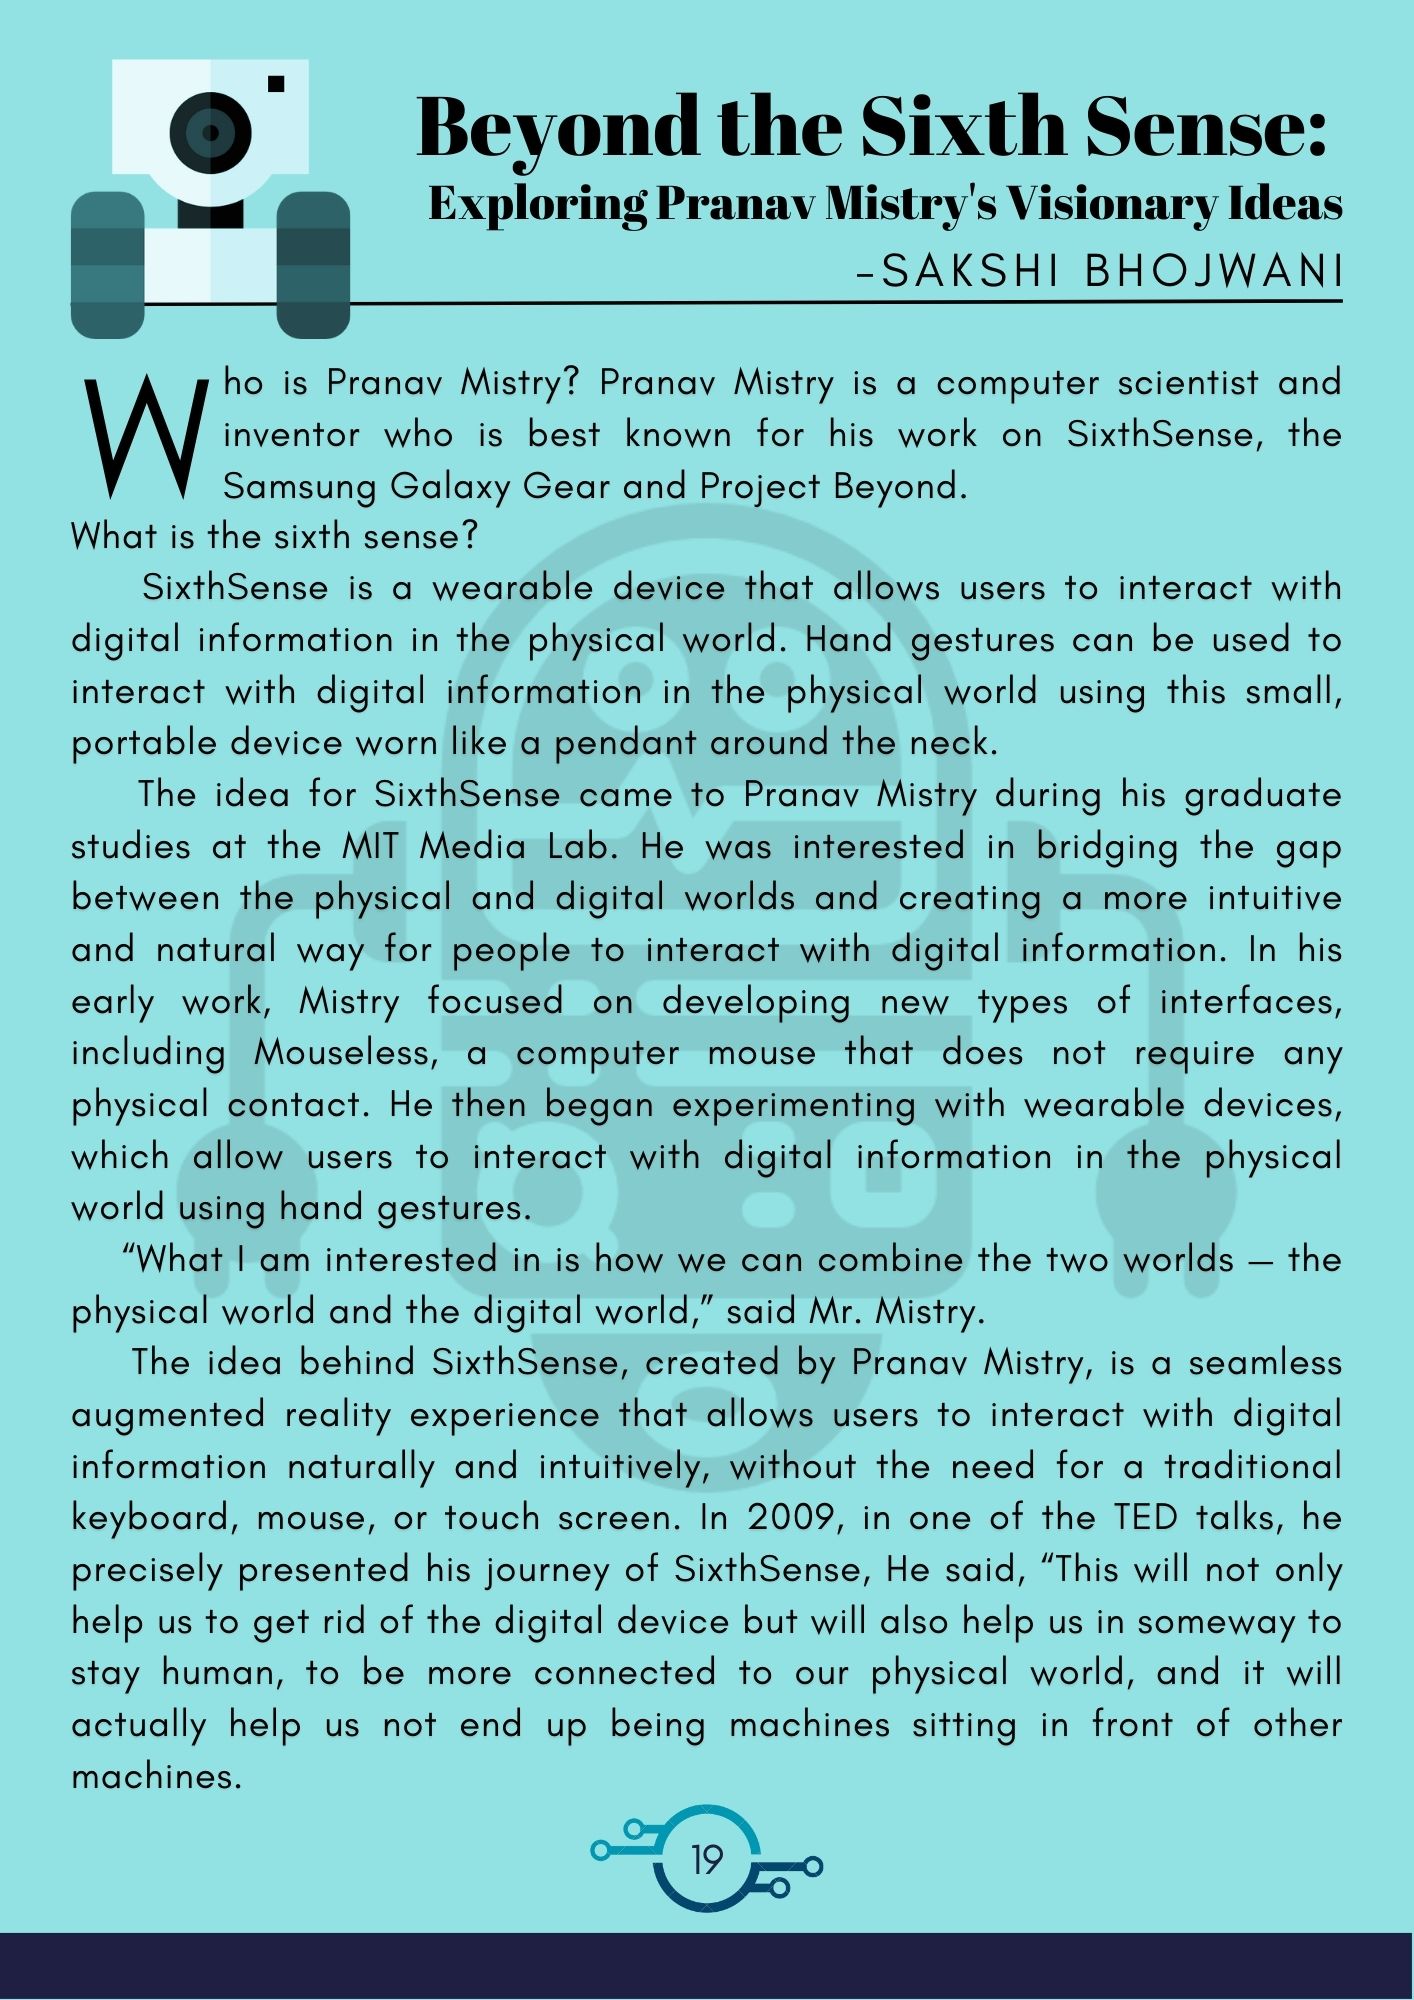 Beyond the Sixth Sense:
Exploring Pranav Mistry's Visionary Ideas
-SAKSHI BHOJWANI
Who is Pranav Mistry? Pranav Mistry is a computer scientist and
inventor who is best known for his work on SixthSense, the
Samsung Galaxy Gear and Project Beyond.
What is the sixth sense?
SixthSense is a wearable device that allows users to interact with
digital information in the physical world. Hand gestures can be used to
interact with digital information in the physical world using this small,
portable device worn like a pendant around the neck.
The idea for SixthSense came to Pranav Mistry during his graduate
studies at the MIT Media Lab. He was interested in bridging the gap
between the physical and digital worlds and creating a more intuitive
and natural way for people to interact with digital information. In his
early work, Mistry focused on developing new types of interfaces,
including Mouseless, a computer mouse that does not require any
physical contact. He then began experimenting with wearable devices,
which allow users to interact with digital information in the physical
world using hand gestures.
“What I am interested in is how we can combine the two worlds — the
physical world and the digital world,” said Mr. Mistry.
The idea behind SixthSense, created by Pranav Mistry, is a seamless
augmented reality experience that allows users to interact with digital
information naturally and intuitively, without the need for a traditional
keyboard, mouse, or touch screen. In 2009, in one of the TED talks, he
precisely presented his journey of SixthSense, He said, “This will not only
help us to get rid of the digital device but will also help us in someway to
stay human, to be more connected to our physical world, and it will
actually help us not end up being machines sitting in front of other
machines.
19